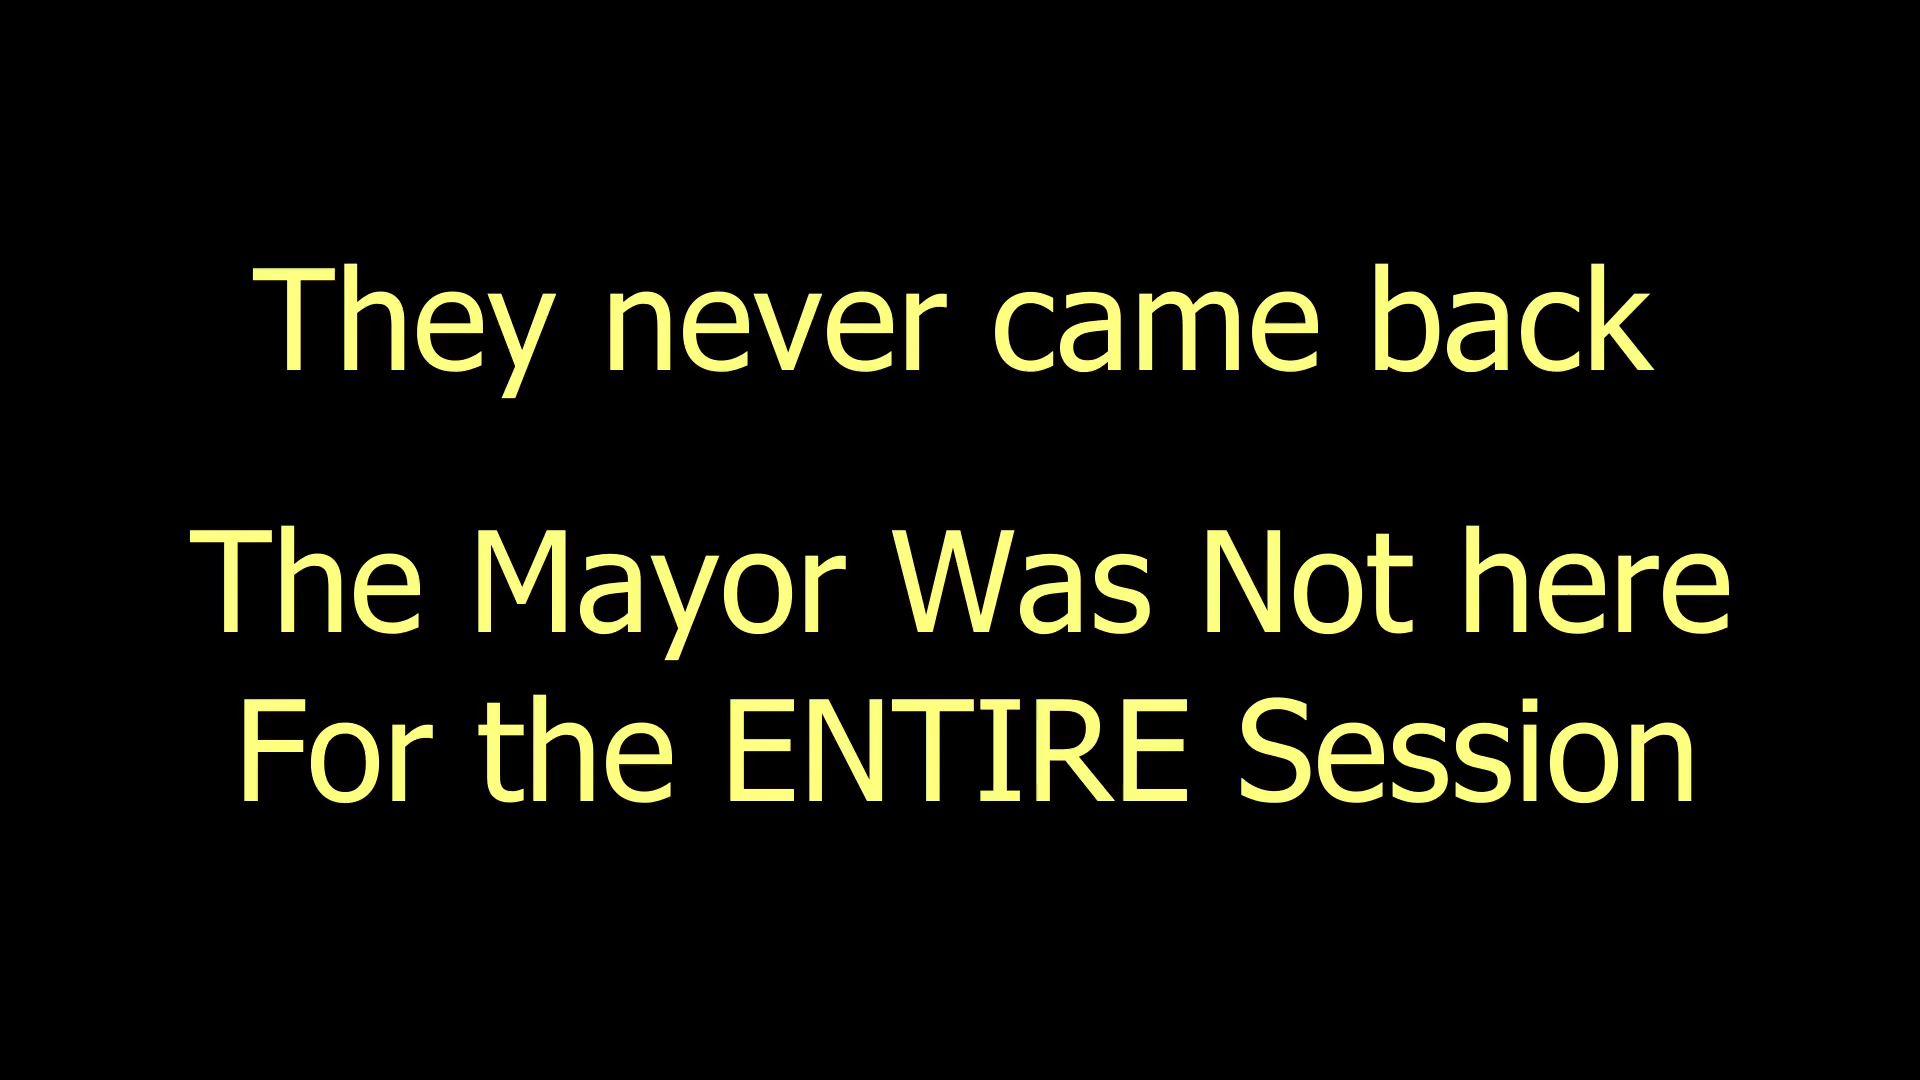 They never came back
The Mayor Was Not here
For the ENTIRE Session